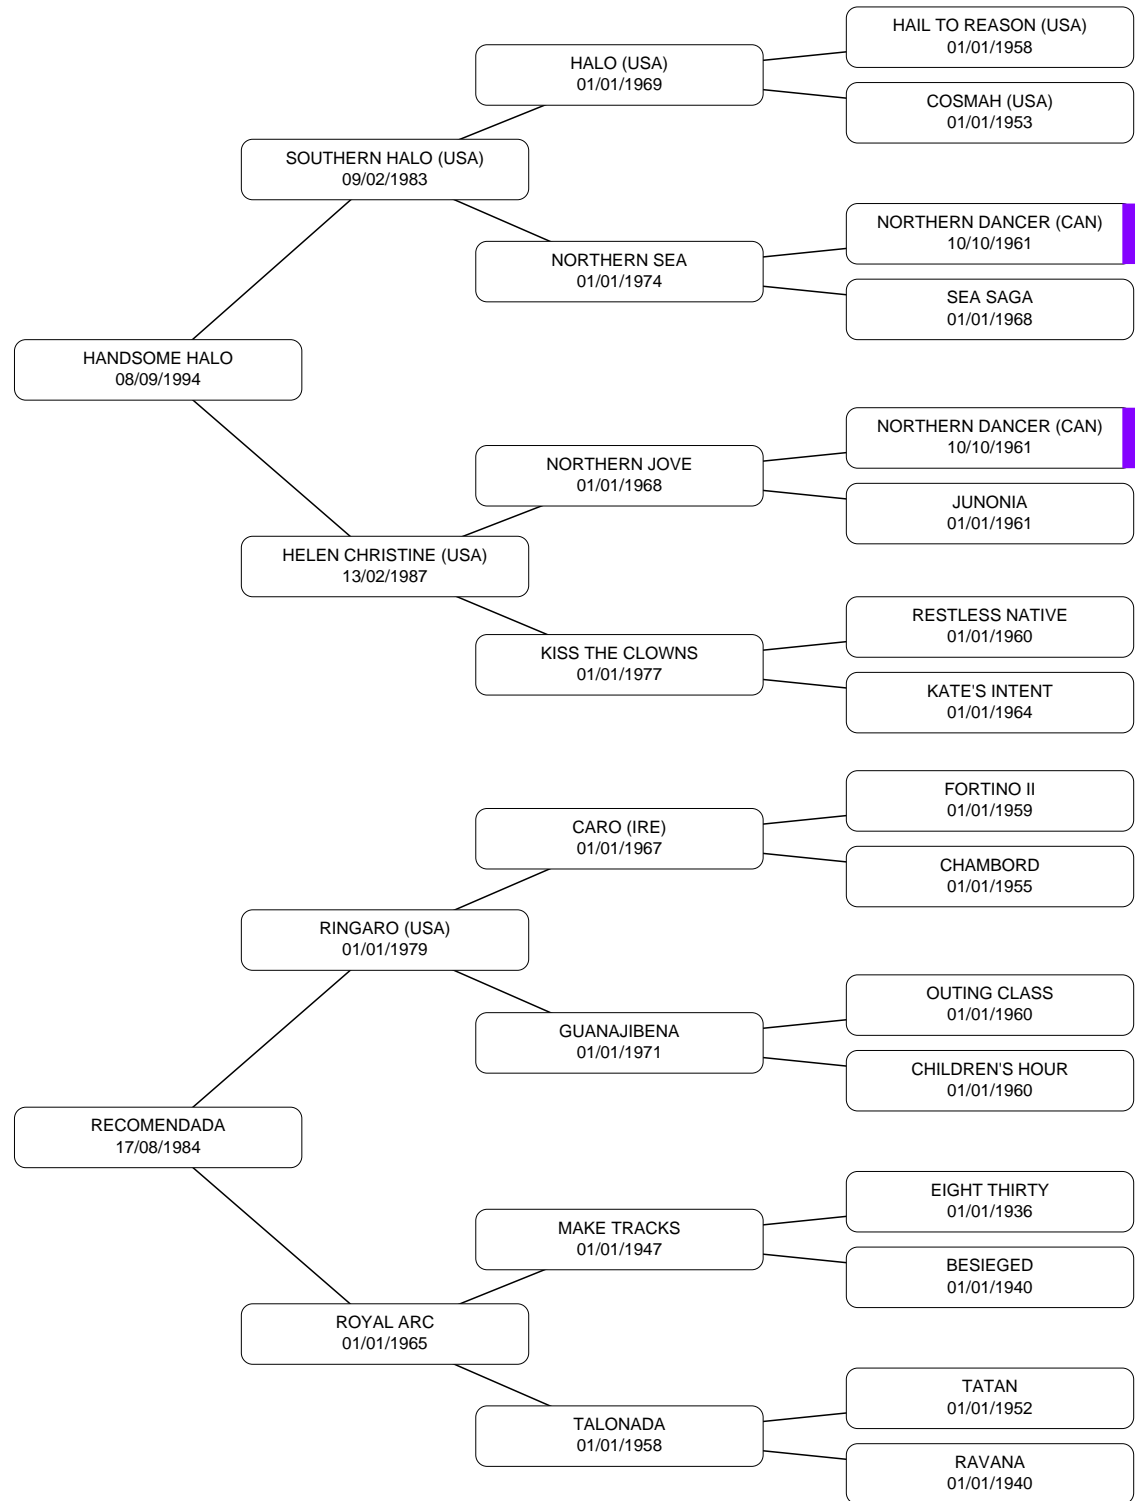 HAIL TO REASON (USA)
01/01/1958
HALO (USA)
01/01/1969
COSMAH (USA)
01/01/1953
SOUTHERN HALO (USA)
09/02/1983
NORTHERN DANCER (CAN)
10/10/1961
NORTHERN SEA
01/01/1974
SEA SAGA
01/01/1968
HANDSOME HALO
08/09/1994
NORTHERN DANCER (CAN)
10/10/1961
NORTHERN JOVE
01/01/1968
JUNONIA
01/01/1961
HELEN CHRISTINE (USA)
13/02/1987
RESTLESS NATIVE
01/01/1960
KISS THE CLOWNS
01/01/1977
KATE'S INTENT
01/01/1964
FORTINO II
01/01/1959
CARO (IRE)
01/01/1967
CHAMBORD
01/01/1955
RINGARO (USA)
01/01/1979
OUTING CLASS
01/01/1960
GUANAJIBENA
01/01/1971
CHILDREN'S HOUR
01/01/1960
RECOMENDADA
17/08/1984
EIGHT THIRTY
01/01/1936
MAKE TRACKS
01/01/1947
BESIEGED
01/01/1940
ROYAL ARC
01/01/1965
TATAN
01/01/1952
TALONADA
01/01/1958
RAVANA
01/01/1940